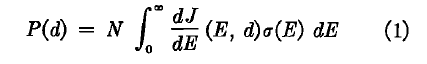 P(d) = N ∫₀^∞ dJ/dE (E, d)σ(E) dE (1)